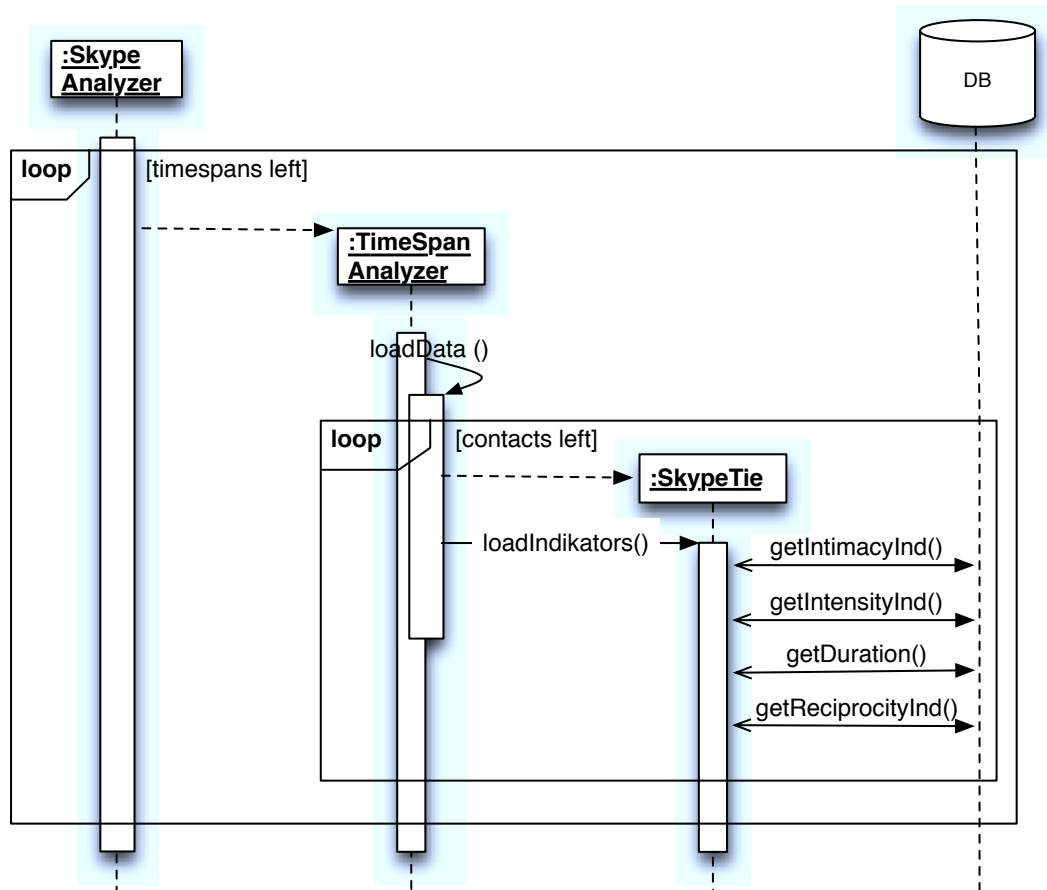 :Skype
Analyzer
DB
loop
[timespans left]
:TimeSpan
Analyzer
loadData ()
loop
[contacts left]
:SkypeTie
loadIndikators()
getIntimacyInd()
getIntensityInd()
getDuration()
getReciprocityInd()